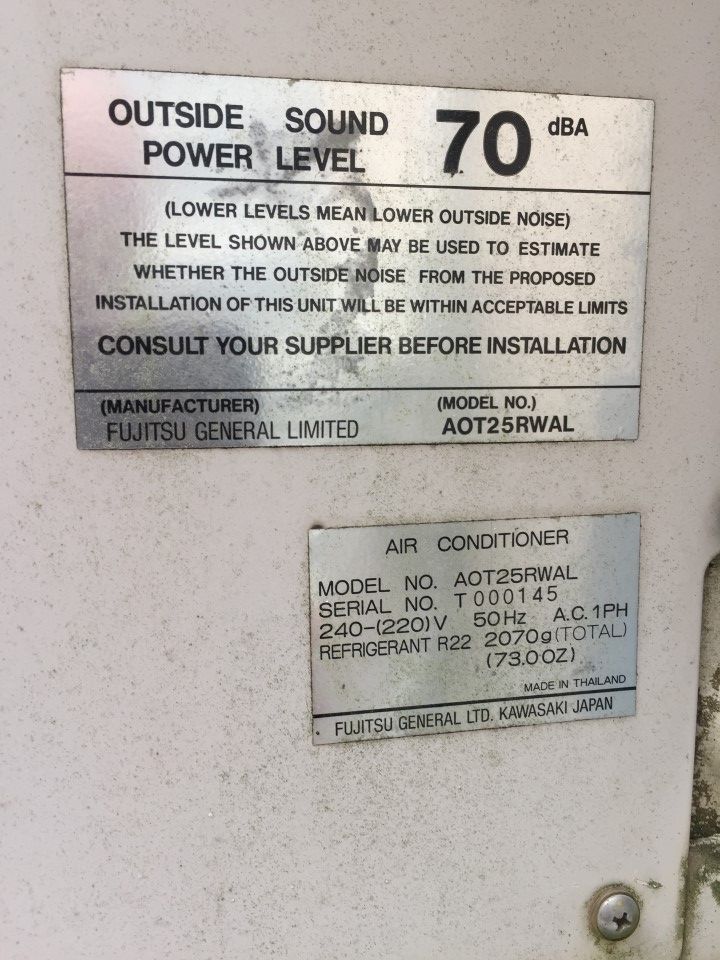 OUTSIDE SOUND 70 dBA
POWER LEVEL
(LOWER LEVELS MEAN LOWER OUTSIDE NOISE)
THE LEVEL SHOWN ABOVE MAY BE USED TO ESTIMATE
WHETHER THE OUTSIDE NOISE FROM THE PROPOSED
INSTALLATION OF THIS UNIT WILL BE WITHIN ACCEPTABLE LIMITS
CONSULT YOUR SUPPLIER BEFORE INSTALLATION
(MANUFACTURER) (MODEL NO.)
FUJITSU GENERAL LIMITED AOT25RWAL
AIR CONDITIONER
MODEL NO. AOT25RWAL
SERIAL NO. T 000145
240-(220)V 50Hz A.C.1PH
REFRIGERANT R22 2070g(TOTAL)
(73.0OZ)
MADE IN THAILAND
FUJITSU GENERAL LTD. KAWASAKI JAPAN